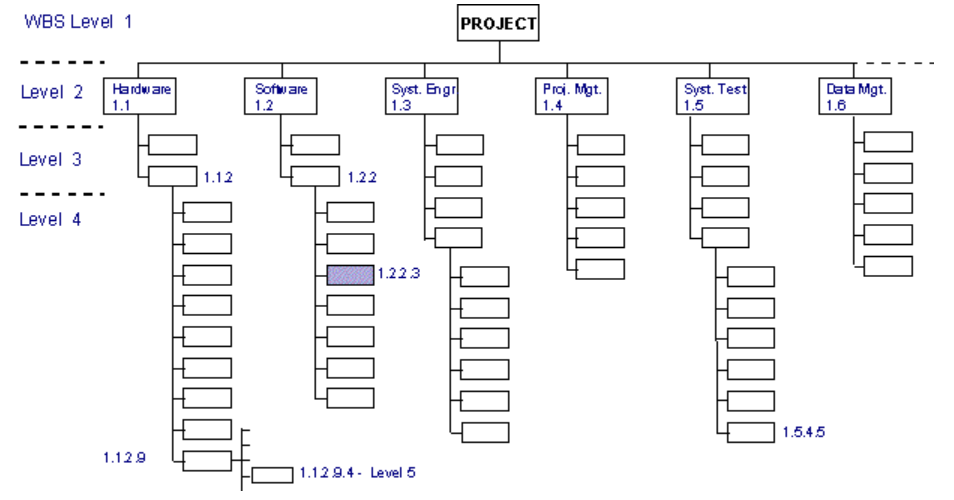 WBS Level 1
PROJECT
Level 2
Hardware
1.1
Software
1.2
Syst. Engr
1.3
Proj. Mgt.
1.4
Syst. Test
1.5
Data Mgt.
1.6
Level 3
1.1.2
1.2.2
Level 4
1.2.2.3
1.5.4.5
1.1.2.9
1.1.2.9.4 - Level 5